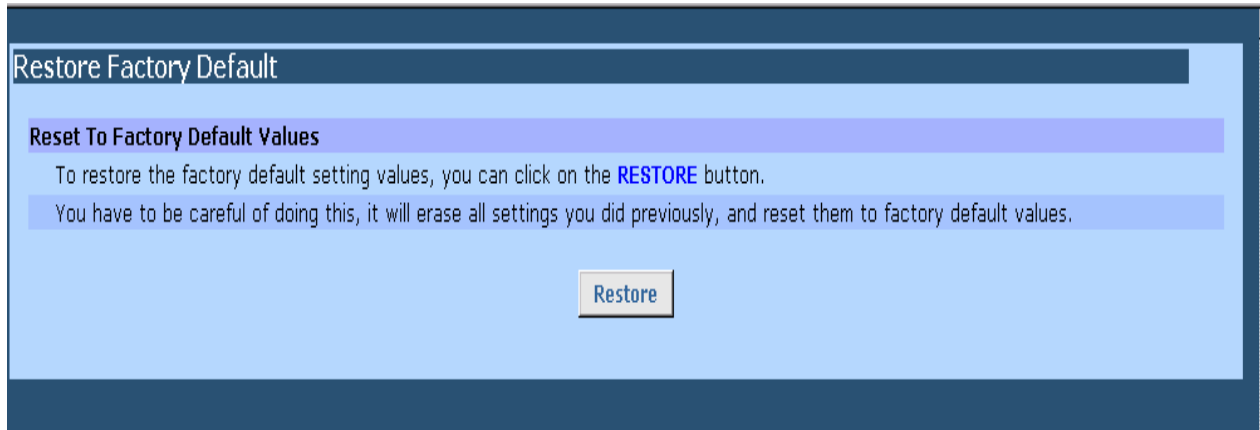 Restore Factory Default
Reset To Factory Default Values
To restore the factory default setting values, you can click on the RESTORE button.
You have to be careful of doing this, it will erase all settings you did previously, and reset them to factory default values.
Restore